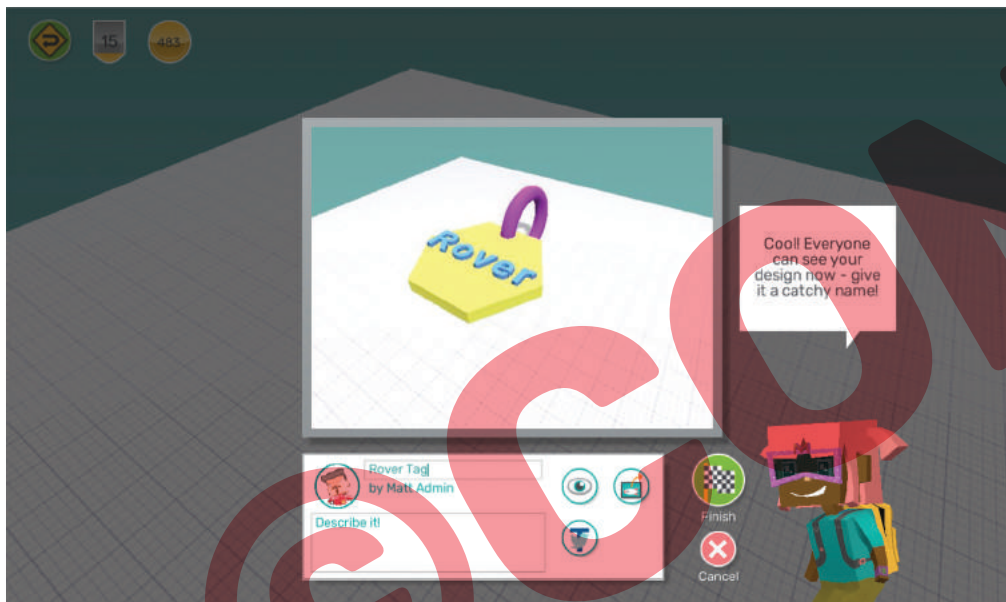 15
483
Rover
Cool! Everyone
can see your
design now - give
it a catchy name!
Rover Tag
by Matt Admin
Describe it!
Finish
Cancel
©CO